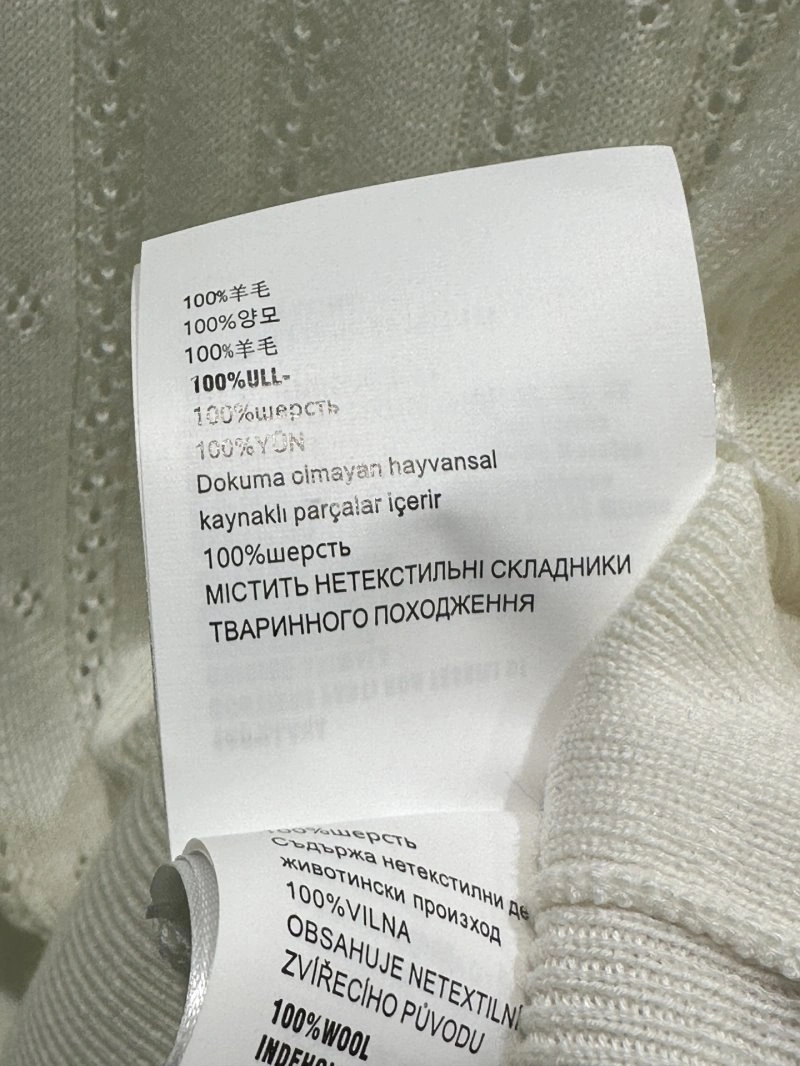 100%羊毛
100%양모
100%羊毛
100%ULL-
100%шерсть
100%YÜN
Dokuma olmayan hayvansal
kaynaklı parçalar içerir
100%шерсть
МІСТИТЬ НЕТЕКСТИЛЬНІ СКЛАДНИКИ
ТВАРИННОГО ПОХОДЖЕННЯ
100%шерсть
Съдържа нетекстилни
животински произход
100%VILNA
OBSAHUJE NETEXTILNÍ
ZVÍŘECÍHO PŮVODU
100%WOOL